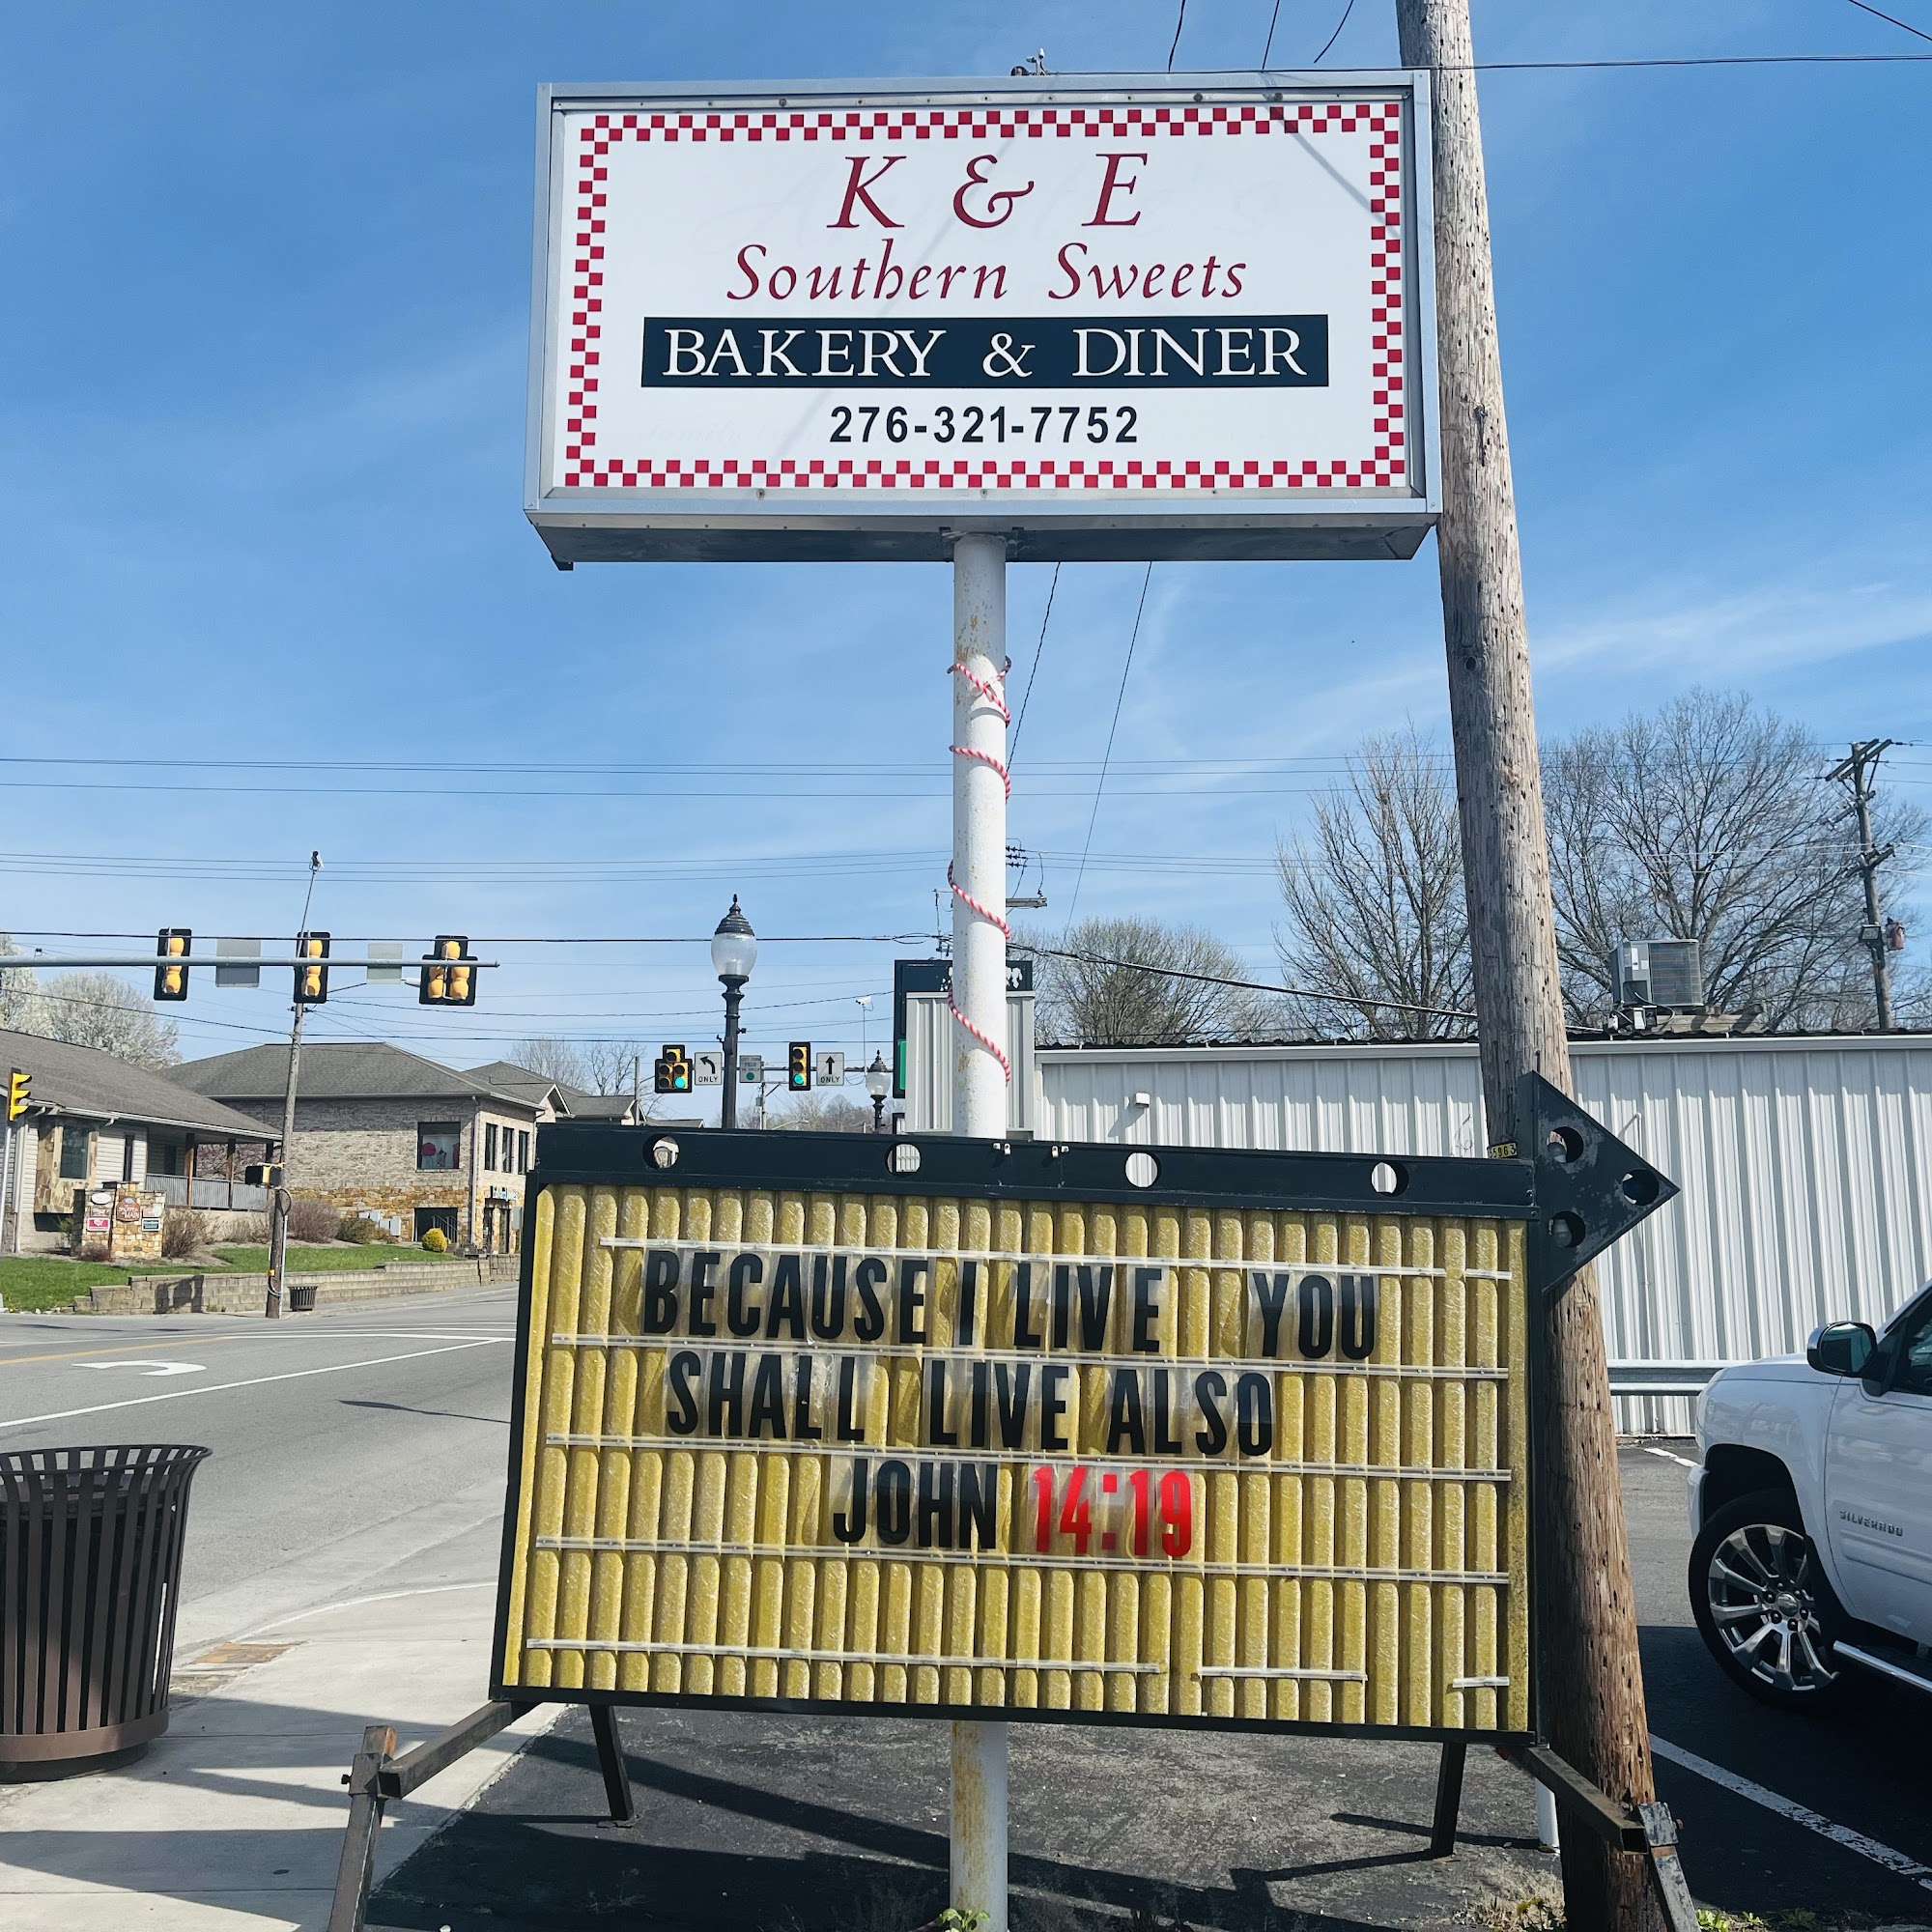 K & E
Southern Sweets
BAKERY & DINER
276-321-7752
ONLY
ONLY
BECAUSE I LIVE YOU
SHALL LIVE ALSO
JOHN 14:19
SILVERADO